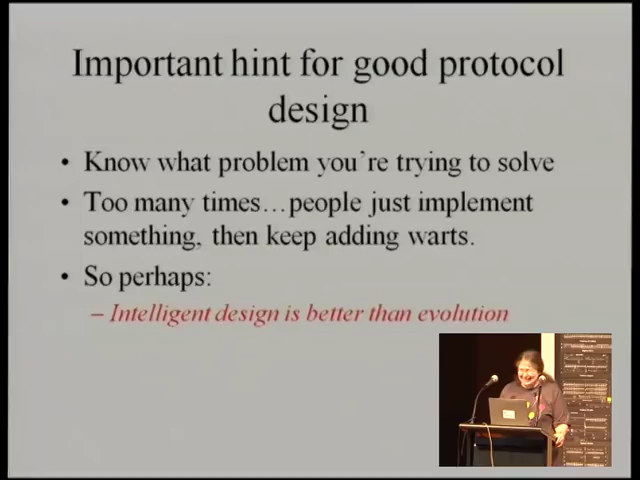 Important hint for good protocol
design
• Know what problem you're trying to solve
• Too many times…people just implement
something, then keep adding warts.
• So perhaps:
– Intelligent design is better than evolution